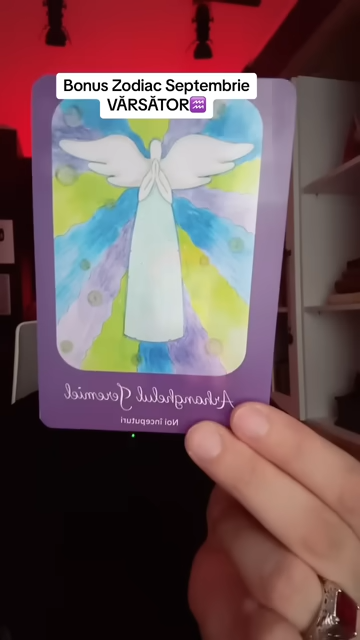 Bonus Zodiac Septembrie
VĂRSĂTOR♒
Arhanghelul Jeremiel
Noi începuturi